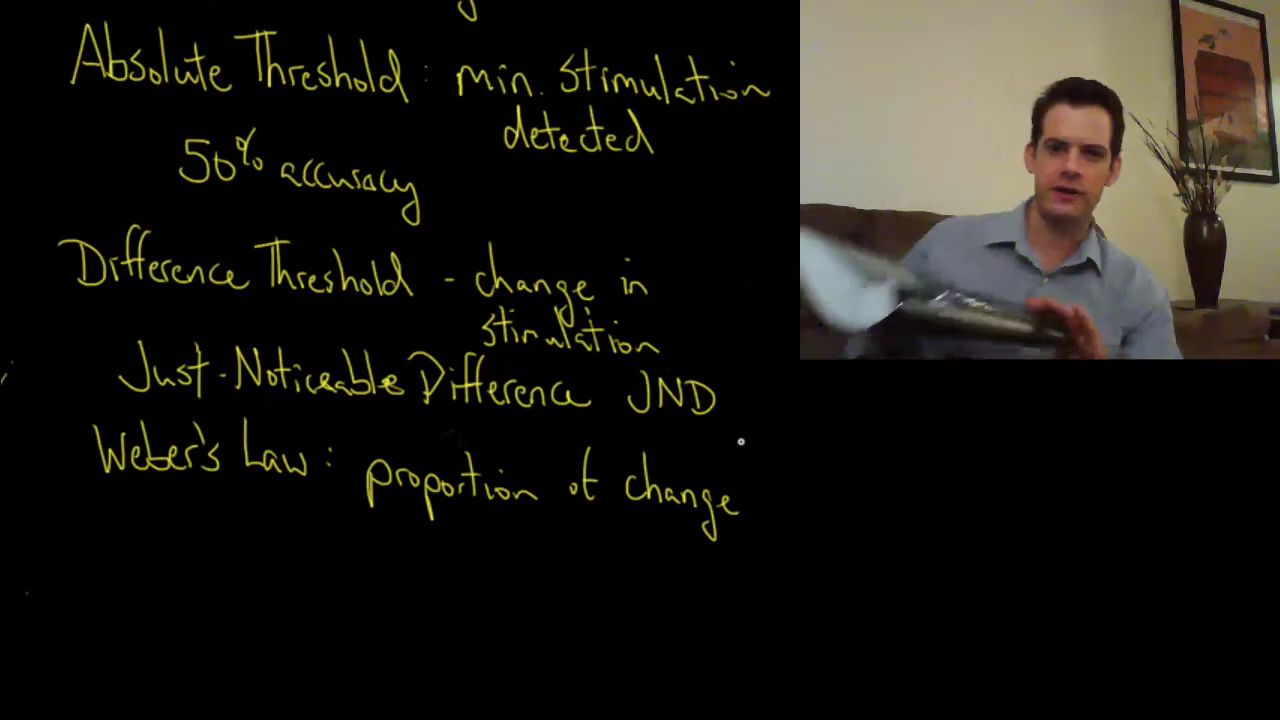 Absolute Threshold: min. stimulation
detected
50% accuracy
Difference Threshold - change in
stimulation
Just-Noticeable Difference JND
Weber's Law: proportion of change